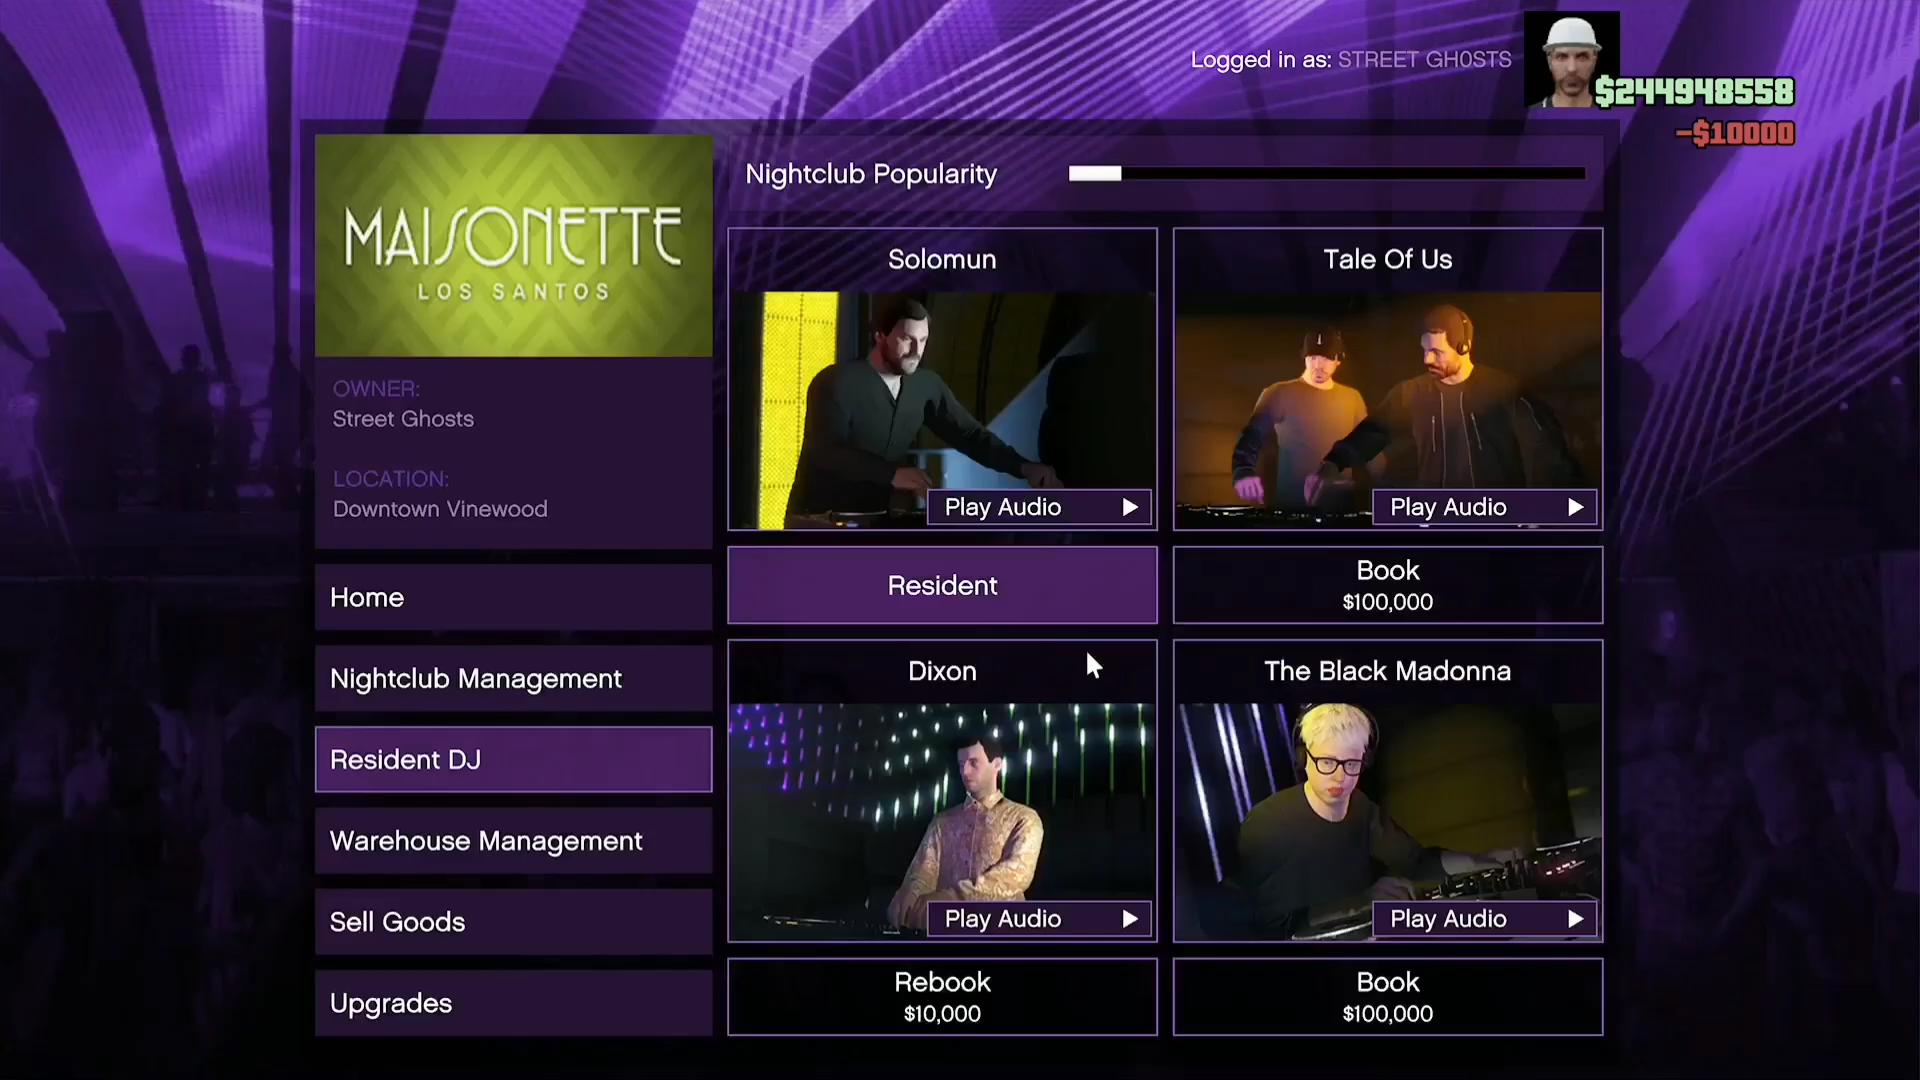 Logged in as: STREET GH0STS
$244948558
-$10000
MAISONETTE
LOS SANTOS
OWNER:
Street Ghosts
LOCATION:
Downtown Vinewood
Home
Nightclub Management
Resident DJ
Warehouse Management
Sell Goods
Upgrades
Nightclub Popularity
Solomun
Play Audio
Resident
Tale Of Us
Play Audio
Book
$100,000
Dixon
Play Audio
Rebook
$10,000
The Black Madonna
Play Audio
Book
$100,000